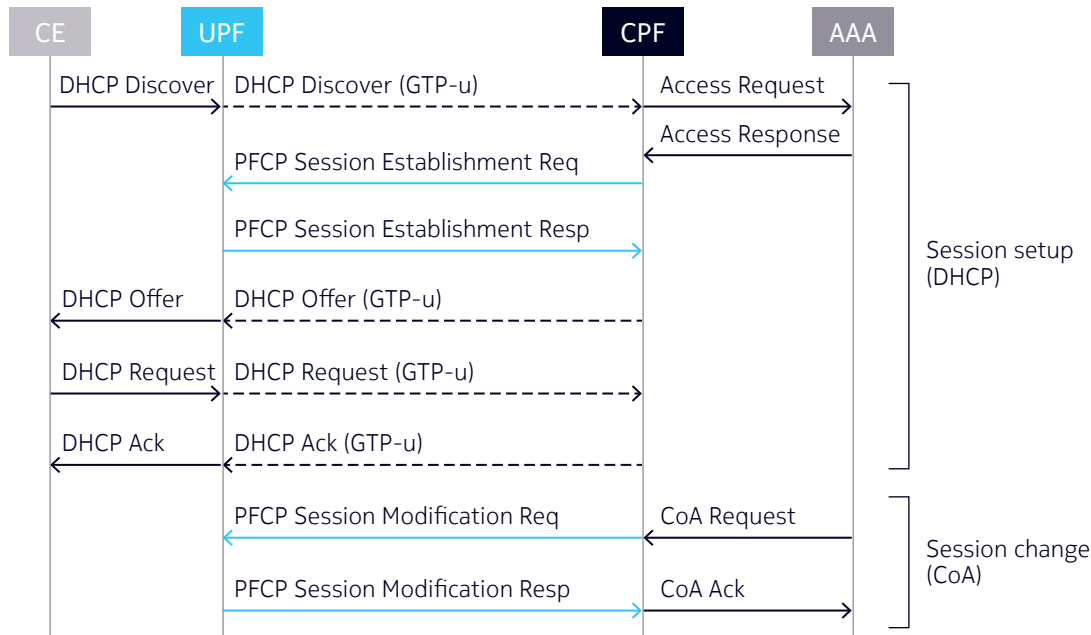 CE
UPF
CPF
AAA
DHCP Discover
DHCP Discover (GTP-u)
Access Request
Access Response
PFCP Session Establishment Req
PFCP Session Establishment Resp
Session setup
(DHCP)
DHCP Offer
DHCP Offer (GTP-u)
DHCP Request
DHCP Request (GTP-u)
DHCP Ack
DHCP Ack (GTP-u)
PFCP Session Modification Req
CoA Request
Session change
(CoA)
PFCP Session Modification Resp
CoA Ack